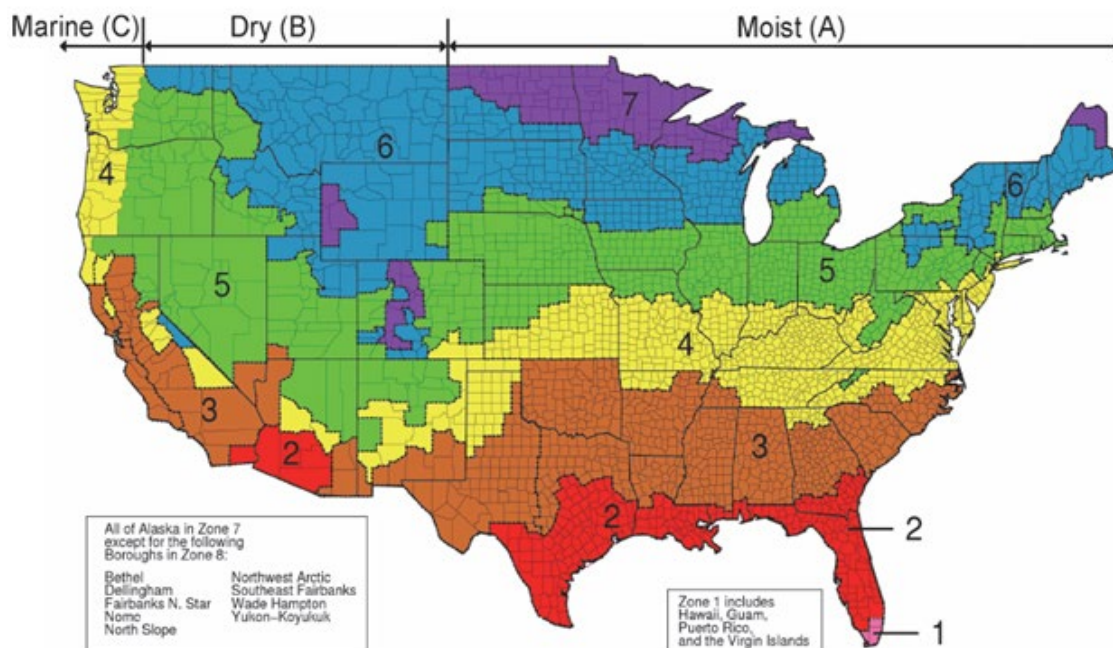 Marine (C) Dry (B) Moist (A)
7
6
4
6
5
5
4
3
3
2
2
2
1
All of Alaska in Zone 7
except for the following
Boroughs in Zone 8:
Bethel Northwest Arctic
Dellingham Southeast Fairbanks
Fairbanks N. Star Wade Hampton
Nome Yukon–Koyukuk
North Slope
Zone 1 includes
Hawaii, Guam,
Puerto Rico,
and the Virgin Islands